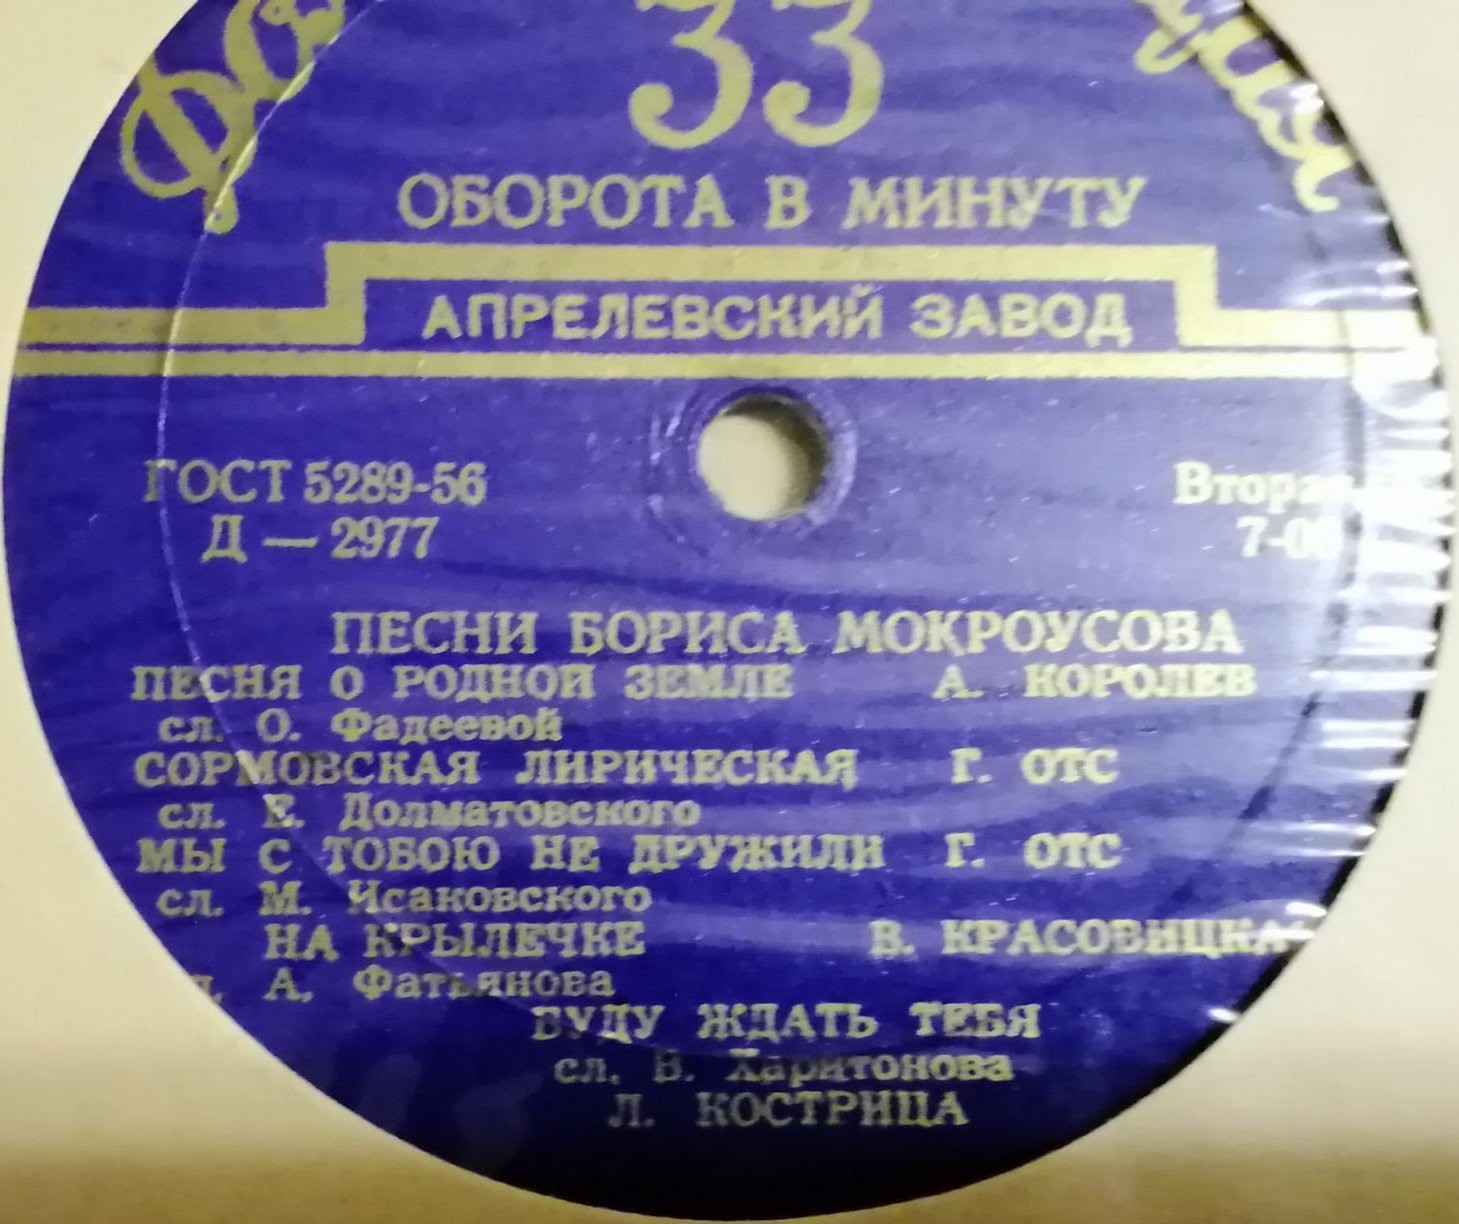 33
ОБОРОТА В МИНУТУ
АПРЕЛЕВСКИЙ ЗАВОД
ГОСТ 5289-56
Д — 2977
ПЕСНИ БОРИСА МОКРОУСОВА
ПЕСНЯ О РОДНОЙ ЗЕМЛЕ А. КОРОЛЕВ
сл. О. Фадеевой
СОРМОВСКАЯ ЛИРИЧЕСКАЯ Г. ОТС
сл. Е. Долматовского
МЫ С ТОБОЮ НЕ ДРУЖИЛИ Г. ОТС
сл. М. Исаковского
НА КРЫЛЕЧКЕ В.
А. Фатьянова
БУДУ ЖДАТЬ ТЕБЯ
сл. В. Харитонова
Л. КОСТРИЦА